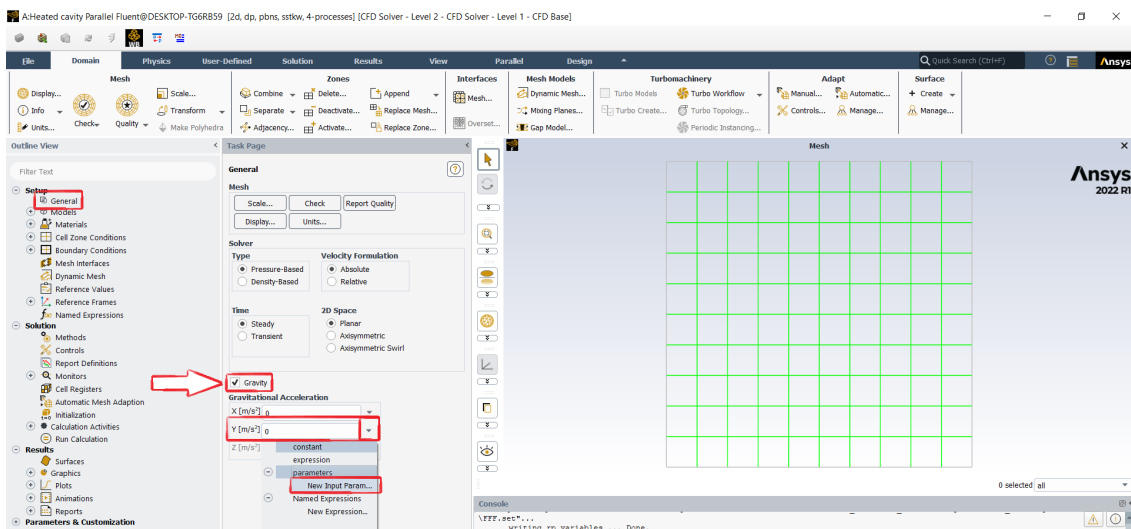 A:Heated cavity Parallel Fluent@DESKTOP-TG6RB59 [2d, dp, pbns, sstkw, 4-processes] [CFD Solver - Level 2 - CFD Solver - Level 1 - CFD Base]
WB
File Domain Physics User-Defined Solution Results View Parallel Design Quick Search (Ctrl+F) Ansys
Mesh Zones Interfaces Mesh Models Turbomachinery Adapt Surface
Display... Scale... Combine Delete... Append Mesh... Dynamic Mesh... Turbo Models Turbo Workflow Manual... Automatic... + Create
Info Check Quality Transform Separate Deactivate... Replace Mesh... Mixing Planes... Turbo Create... Turbo Topology... Controls... Manage... Manage...
Units... Make Polyhedra Adjacency... Activate... Replace Zone... Overset... Gap Model... Periodic Instancing...
Outline View
Filter Text
Setup
General
Models
Materials
Cell Zone Conditions
Boundary Conditions
Mesh Interfaces
Dynamic Mesh
Reference Values
Reference Frames
Named Expressions
Solution
Methods
Controls
Report Definitions
Monitors
Cell Registers
Automatic Mesh Adaption
Initialization
Calculation Activities
Run Calculation
Results
Surfaces
Graphics
Plots
Animations
Reports
Parameters & Customization
Task Page
General
Mesh
Scale... Check Report Quality
Display... Units...
Solver
Type Velocity Formulation
Pressure-Based Absolute
Density-Based Relative
Time 2D Space
Steady Planar
Transient Axisymmetric
Axisymmetric Swirl
Gravity
Gravitational Acceleration
X [m/s²] 0
Y [m/s²] 0
Z [m/s²]
constant
expression
parameters
New Input Param...
Named Expressions
New Expression...
Mesh
Ansys
2022 R1
0 selected all
Console
\FFF.set"...
writing rp variables ... Done.